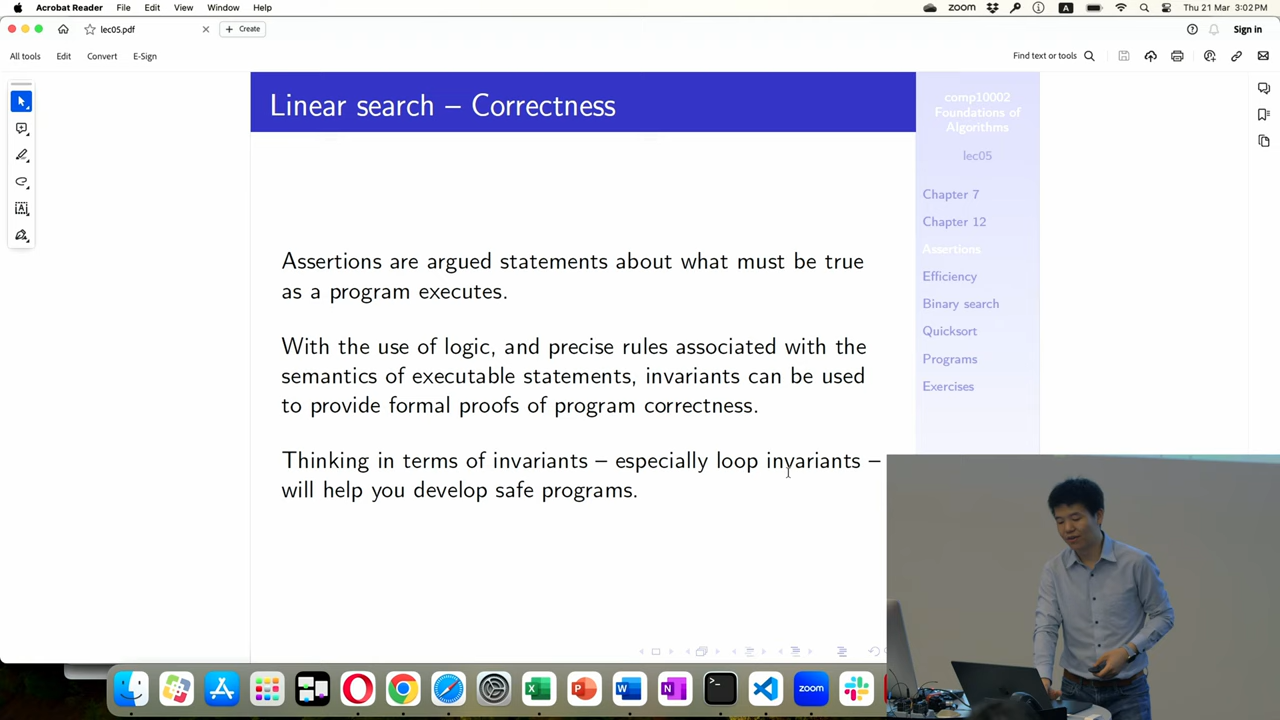 Acrobat Reader File Edit View Window Help
zoom A Thu 21 Mar 3:02 PM
lec05.pdf
+ Create
Sign in
All tools Edit Convert E-Sign
Find text or tools
Linear search – Correctness
comp10002
Foundations of
Algorithms
lec05
Chapter 7
Chapter 12
Assertions
Efficiency
Binary search
Quicksort
Programs
Exercises
Assertions are argued statements about what must be true
as a program executes.
With the use of logic, and precise rules associated with the
semantics of executable statements, invariants can be used
to provide formal proofs of program correctness.
Thinking in terms of invariants – especially loop invariants –
will help you develop safe programs.
zoom